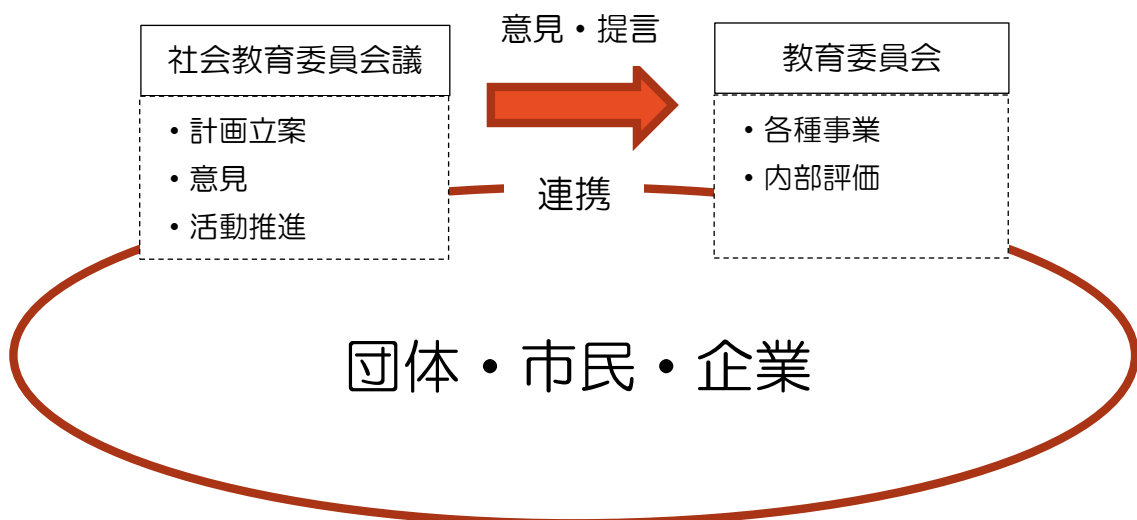 意見・提言
社会教育委員会議
・計画立案
・意見
・活動推進
教育委員会
・各種事業
・内部評価
連携
団体・市民・企業